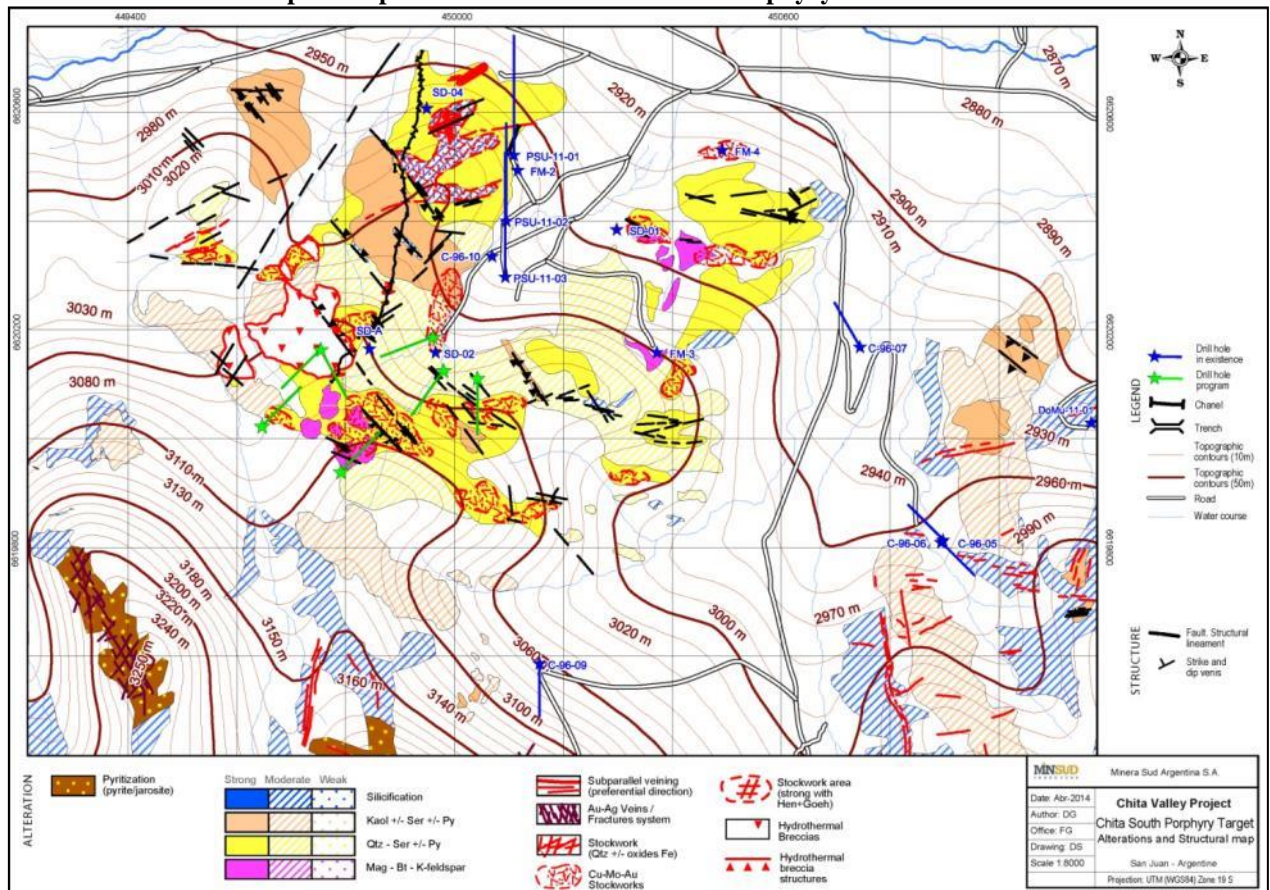 449400
450000
450600
6620600
6620200
6619800
6620600
6620200
6619800
N
W
E
S
2950 m
2980 m
3010 m
3020 m
3030 m
3080 m
3110 m
3130 m
3180 m
3200 m
3220 m
3240 m
3250 m
3150 m
3160 m
3140 m
3100 m
3060 m
3020 m
3000 m
2970 m
2990 m
2960 m
2930 m
2940 m
2920 m
2910 m
2900 m
2890 m
2880 m
2870 m
SD-04
PSU-11-01
FM-2
FM-4
PSU-11-02
SD-01
C-96-10
PSU-11-03
SD-A
SD-02
FM-3
C-96-07
DoMu-11-01
C-96-06
C-96-05
C-96-09
LEGEND
Drill hole
in existence
Drill hole
program
Chanel
Trench
Topographic
contours (10m)
Topographic
contours (50m)
Road
Water course
STRUCTURE
Fault. Structural
lineament
Strike and
dip venis
ALTERATION
Pyritization
(pyrite/jarosite)
Strong Moderate Weak
Silicification
Kaol +/- Ser +/- Py
Qtz - Ser +/- Py
Mag - Bt - K-feldspar
Subparallel veining
(preferential direction)
Au-Ag Veins /
Fractures system
Stockwork
(Qtz +/- oxides Fe)
Cu-Mo-Au
Stockworks
Stockwork area
(strong with
Hen+Goeh)
Hydrothermal
Breccias
Hydrothermal
breccia
structures
MINSUD
Minera Sud Argentina S.A.
Date: Abr-2014
Author: DG
Office: FG
Drawing: DS
Scale 1:8000
Chita Valley Project
Chita South Porphyry Target
Alterations and Structural map
San Juan - Argentine
Projection: UTM (WGS84) Zone 19 S